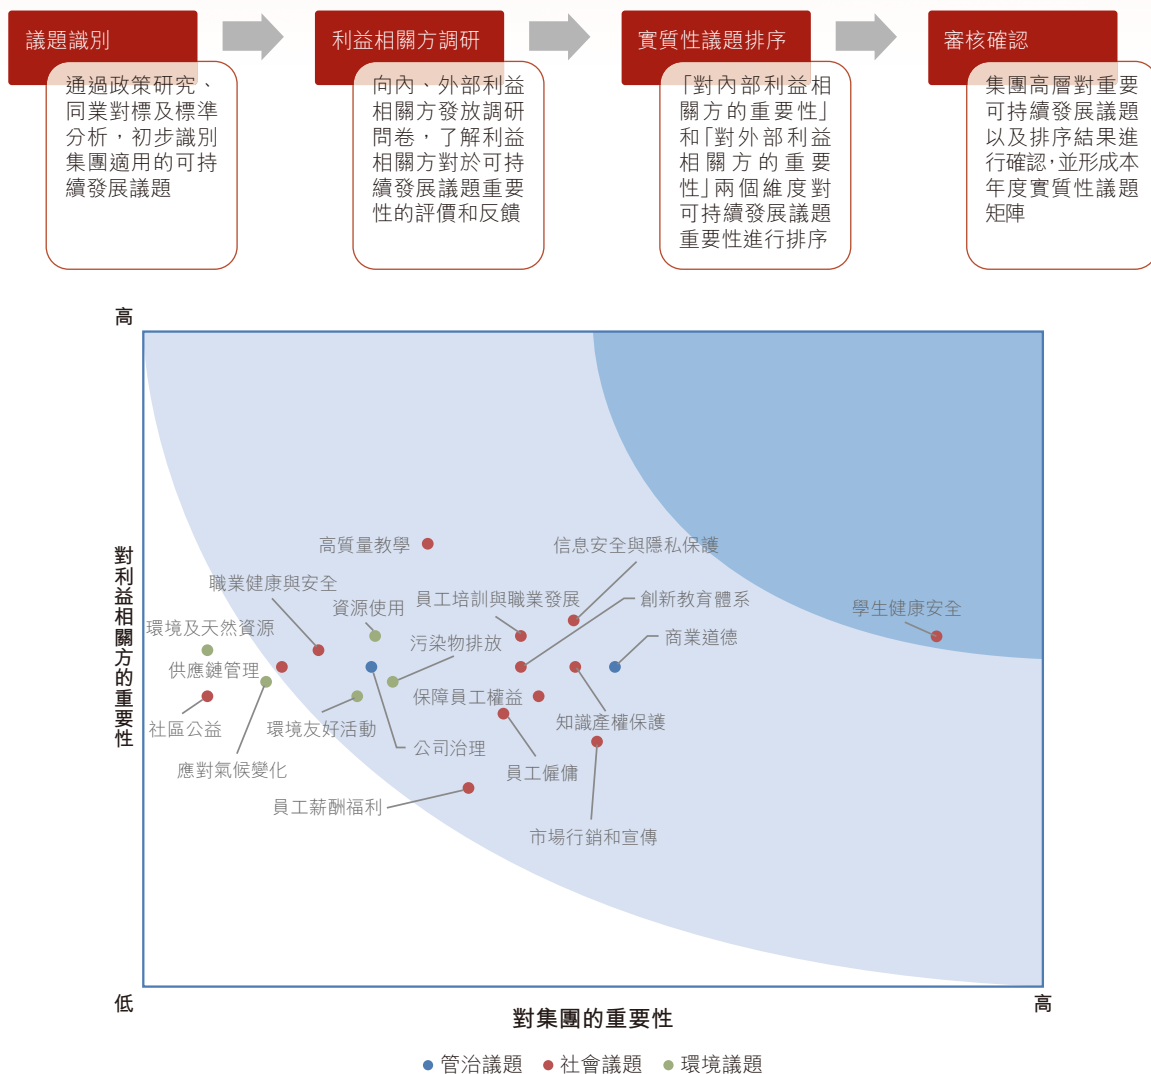 議題識別
通過政策研究、
同業對標及標準
分析，初步識別
集團適用的可持
續發展議題
利益相關方調研
向內、外部利益
相關方發放調研
問卷，了解利益
相關方對於可持
續發展議題重要
性的評價和反饋
實質性議題排序
「對內部利益相
關方的重要性」
和「對外部利益
相關方的重要
性」兩個維度對
可持續發展議題
重要性進行排序
審核確認
集團高層對重要
可持續發展議題
以及排序結果進
行確認，並形成本
年度實質性議題
矩陣
高
對利益相關方的重要性
高質量教學
信息安全與隱私保護
職業健康與安全
資源使用
員工培訓與職業發展
創新教育體系
學生健康安全
環境及天然資源
污染物排放
商業道德
供應鏈管理
保障員工權益
社區公益
環境友好活動
知識產權保護
公司治理
應對氣候變化
員工僱傭
員工薪酬福利
市場行銷和宣傳
低
高
對集團的重要性
管治議題
社會議題
環境議題